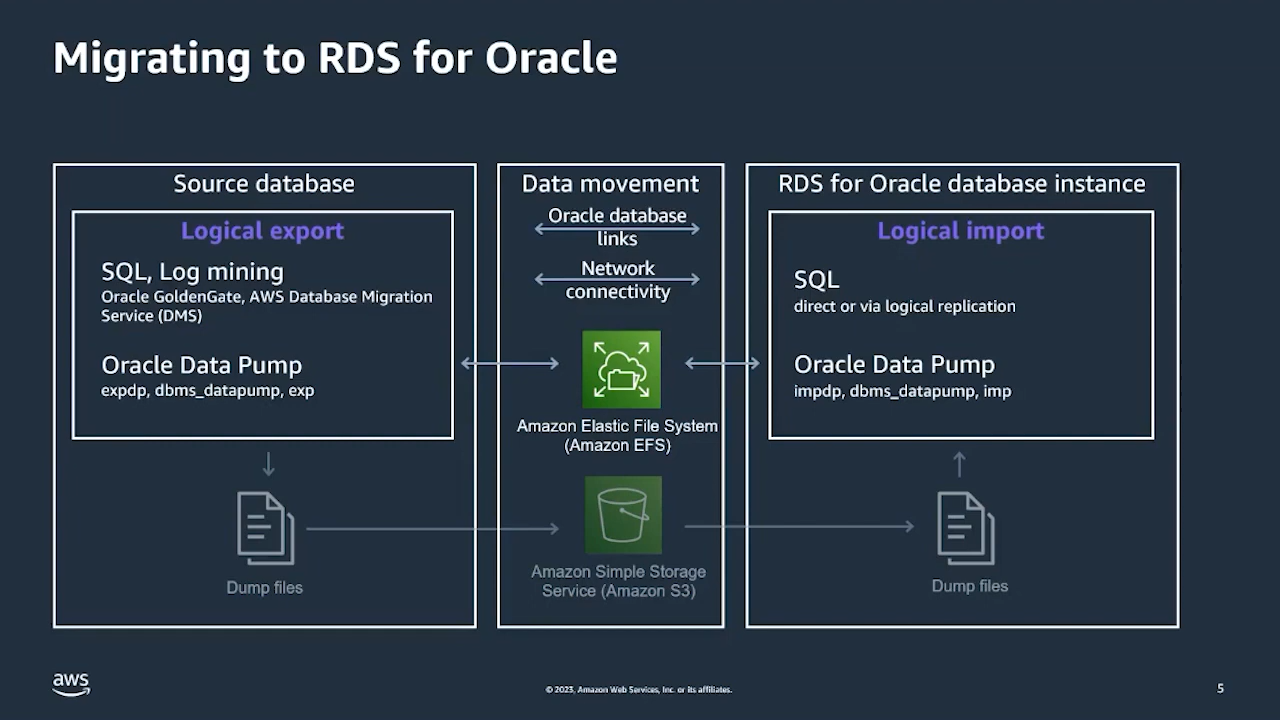 Migrating to RDS for Oracle
Source database
Logical export
SQL, Log mining
Oracle GoldenGate, AWS Database Migration
Service (DMS)
Oracle Data Pump
expdp, dbms_datapump, exp
Dump files
Data movement
Oracle database
links
Network
connectivity
Amazon Elastic File System
(Amazon EFS)
Amazon Simple Storage
Service (Amazon S3)
RDS for Oracle database instance
Logical import
SQL
direct or via logical replication
Oracle Data Pump
impdp, dbms_datapump, imp
Dump files
aws
© 2023, Amazon Web Services, Inc. or its affiliates.
5